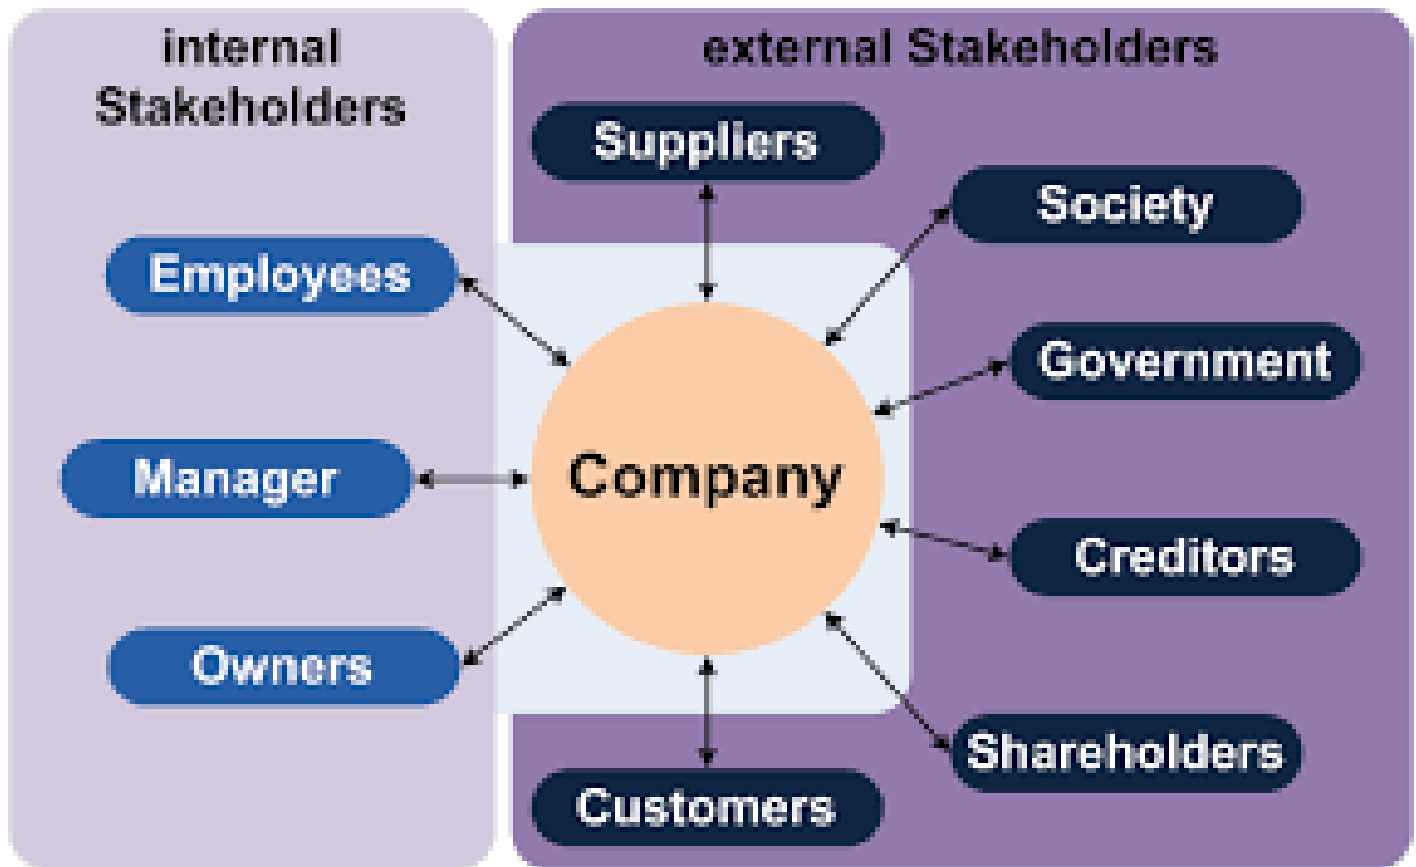 internal
Stakeholders
Employees
Manager
Owners
external Stakeholders
Suppliers
Society
Government
Company
Creditors
Shareholders
Customers